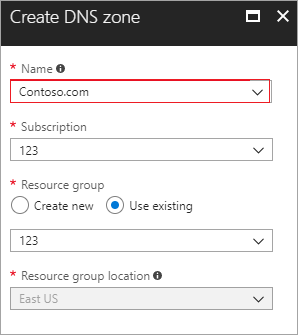 Create DNS zone
* Name
Contoso.com
* Subscription
123
* Resource group
Create new Use existing
123
* Resource group location
East US